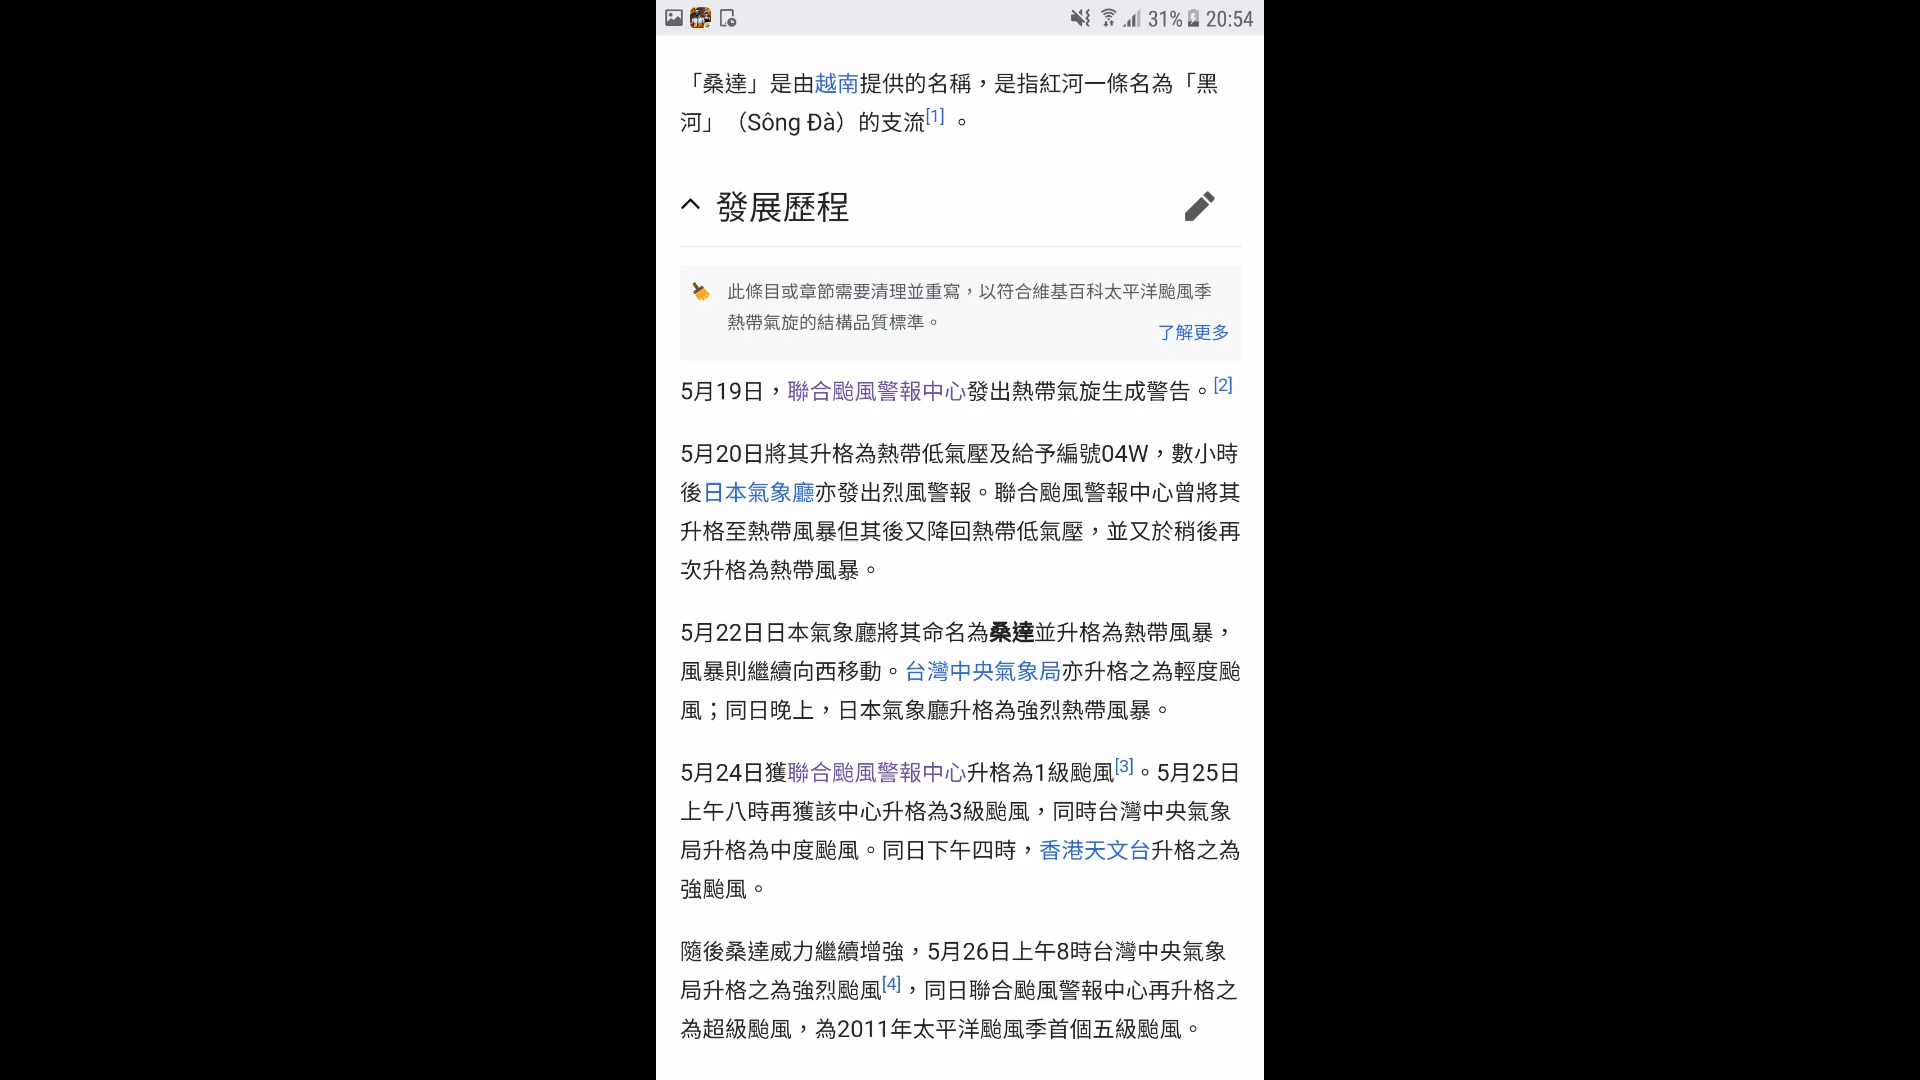 31% 20:54
「桑達」是由越南提供的名稱，是指紅河一條名為「黑
河」（Sông Đà）的支流[1] 。
發展歷程
此條目或章節需要清理並重寫，以符合維基百科太平洋颱風季
熱帶氣旋的結構品質標準。
了解更多
5月19日，聯合颱風警報中心發出熱帶氣旋生成警告。[2]
5月20日將其升格為熱帶低氣壓及給予編號04W，數小時
後日本氣象廳亦發出烈風警報。聯合颱風警報中心曾將其
升格至熱帶風暴但其後又降回熱帶低氣壓，並又於稍後再
次升格為熱帶風暴。
5月22日日本氣象廳將其命名為桑達並升格為熱帶風暴，
風暴則繼續向西移動。台灣中央氣象局亦升格之為輕度颱
風；同日晚上，日本氣象廳升格為強烈熱帶風暴。
5月24日獲聯合颱風警報中心升格為1級颱風[3]。5月25日
上午八時再獲該中心升格為3級颱風，同時台灣中央氣象
局升格為中度颱風。同日下午四時，香港天文台升格之為
強颱風。
隨後桑達威力繼續增強，5月26日上午8時台灣中央氣象
局升格之為強烈颱風[4]，同日聯合颱風警報中心再升格之
為超級颱風，為2011年太平洋颱風季首個五級颱風。